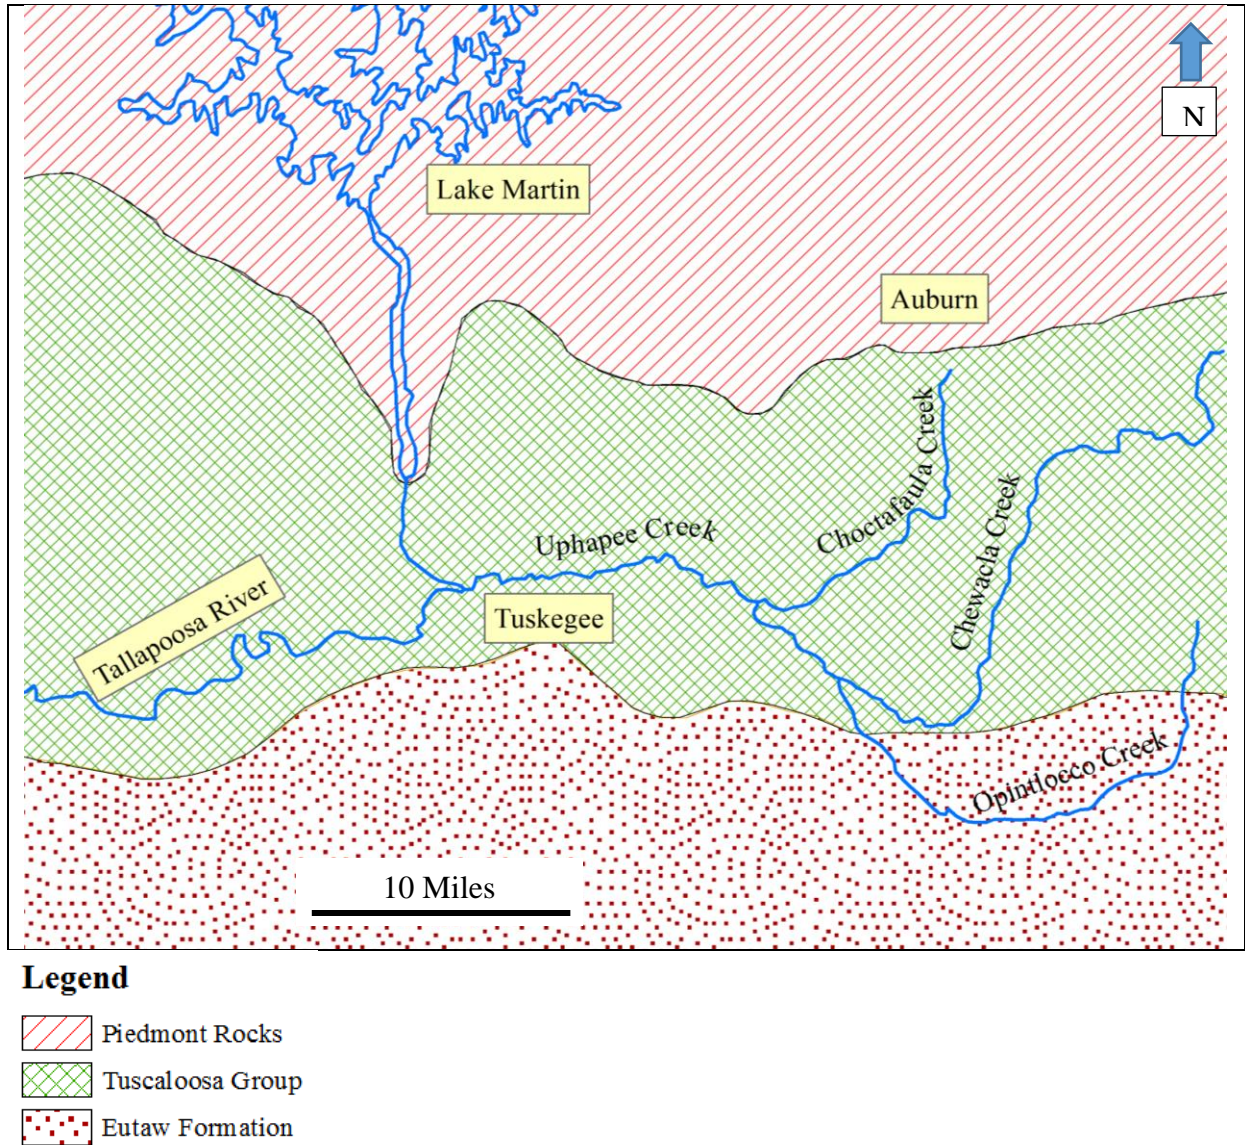 N
Lake Martin
Auburn
Choctafaula Creek
Uphapee Creek
Chewacla Creek
Tallapoosa River
Tuskegee
Opintlocco Creek
10 Miles
Legend
Piedmont Rocks
Tuscaloosa Group
Eutaw Formation